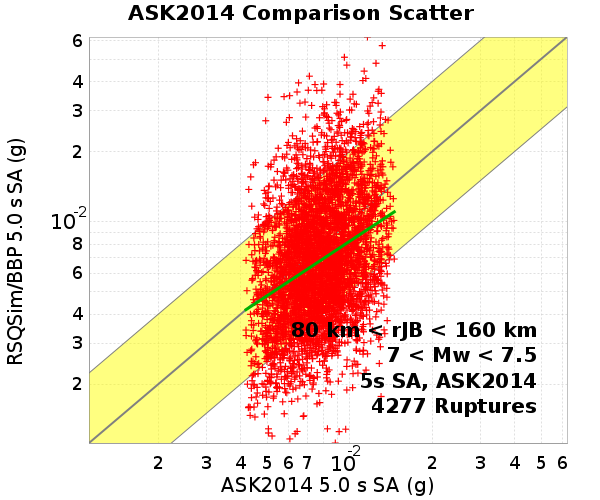 ASK2014 Comparison Scatter
6
4
3
2
10-2
8
6
4
3
2
RSQSim/BBP 5.0 s SA (g)
80 km < rJB < 160 km
7 < Mw < 7.5
5s SA, ASK2014
4277 Ruptures
2 3 4 5 6 7 10-2 2 3 4 5 6
ASK2014 5.0 s SA (g)